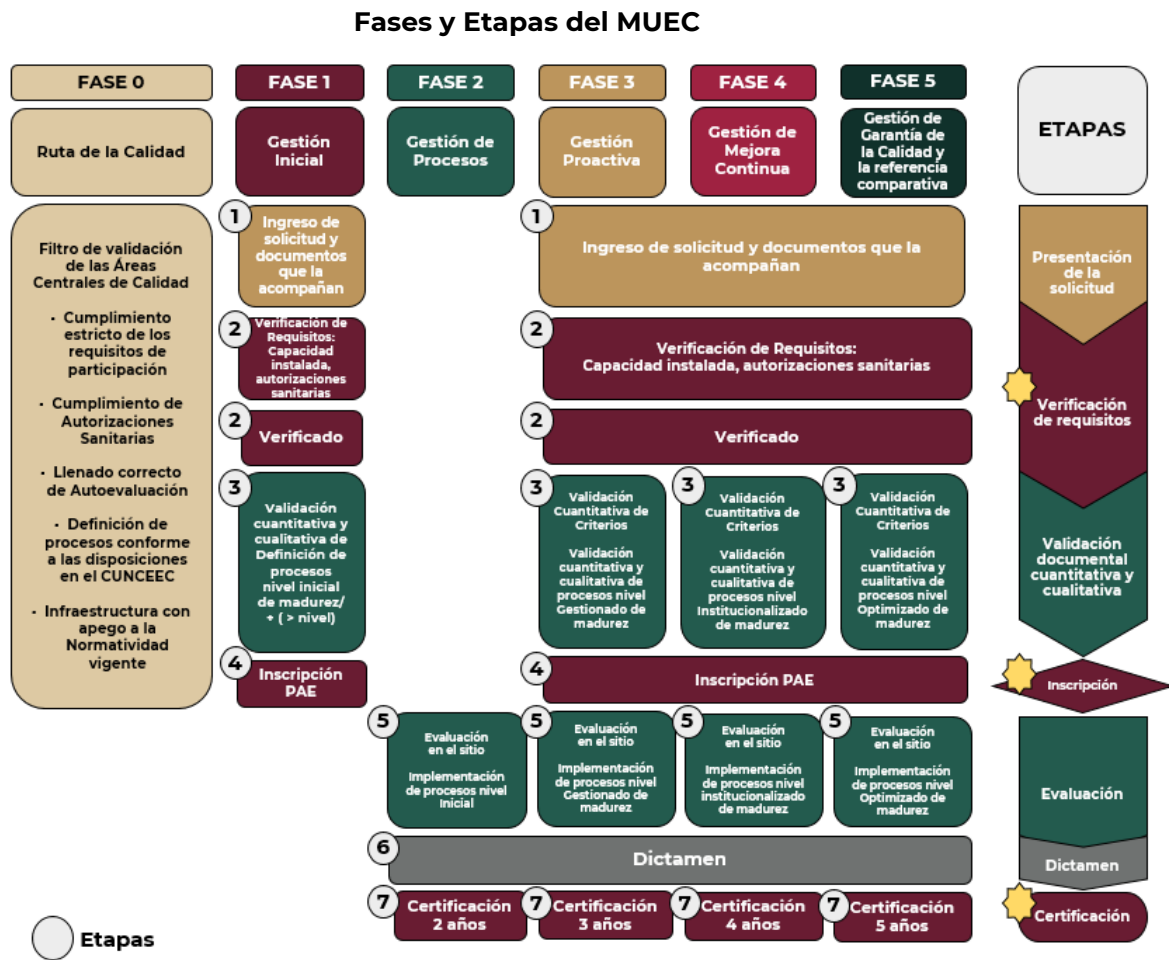 Fases y Etapas del MUEC
FASE 0
FASE 1
FASE 2
FASE 3
FASE 4
FASE 5
Ruta de la Calidad
Gestión
Inicial
Gestión de
Procesos
Gestión
Proactiva
Gestión de
Mejora
Continua
Gestión de
Garantía de
la Calidad y
la referencia
comparativa
ETAPAS
Filtro de validación
de las Áreas
Centrales de Calidad
· Cumplimiento
estricto de los
requisitos de
participación
· Cumplimiento de
Autorizaciones
Sanitarias
· Llenado correcto
de Autoevaluación
· Definición de
procesos conforme
a las disposiciones
en el CUNCEEC
· Infraestructura con
apego a la
Normatividad
vigente
1
Ingreso de
solicitud y
documentos
que la
acompañan
1
Ingreso de solicitud y documentos que la
acompañan
Presentación
de la
solicitud
2
Verificación de
Requisitos:
Capacidad
instalada,
autorizaciones
sanitarias
2
Verificación de Requisitos:
Capacidad instalada, autorizaciones sanitarias
Verificación
de requisitos
2
Verificado
2
Verificado
3
Validación
cuantitativa y
cualitativa de
Definición de
procesos
nivel inicial
de madurez/
+ ( > nivel)
3
Validación
Cuantitativa de
Criterios
Validación
cuantitativa y
cualitativa de
procesos nivel
Gestionado de
madurez
3
Validación
Cuantitativa de
Criterios
Validación
cuantitativa y
cualitativa de
procesos nivel
Institucionalizado
de madurez
3
Validación
Cuantitativa de
Criterios
Validación
cuantitativa y
cualitativa de
procesos nivel
Optimizado de
madurez
Validación
documental
cuantitativa y
cualitativa
4
Inscripción
PAE
4
Inscripción PAE
Inscripción
5
Evaluación
en el sitio
Implementación
de procesos nivel
Inicial
5
Evaluación
en el sitio
Implementación
de procesos nivel
Gestionado de
madurez
5
Evaluación
en el sitio
Implementación
de procesos nivel
institucionalizado
de madurez
5
Evaluación
en el sitio
Implementación
de procesos nivel
Optimizado de
madurez
Evaluación
6
Dictamen
Dictamen
7
Certificación
2 años
7
Certificación
3 años
7
Certificación
4 años
7
Certificación
5 años
Certificación
Etapas